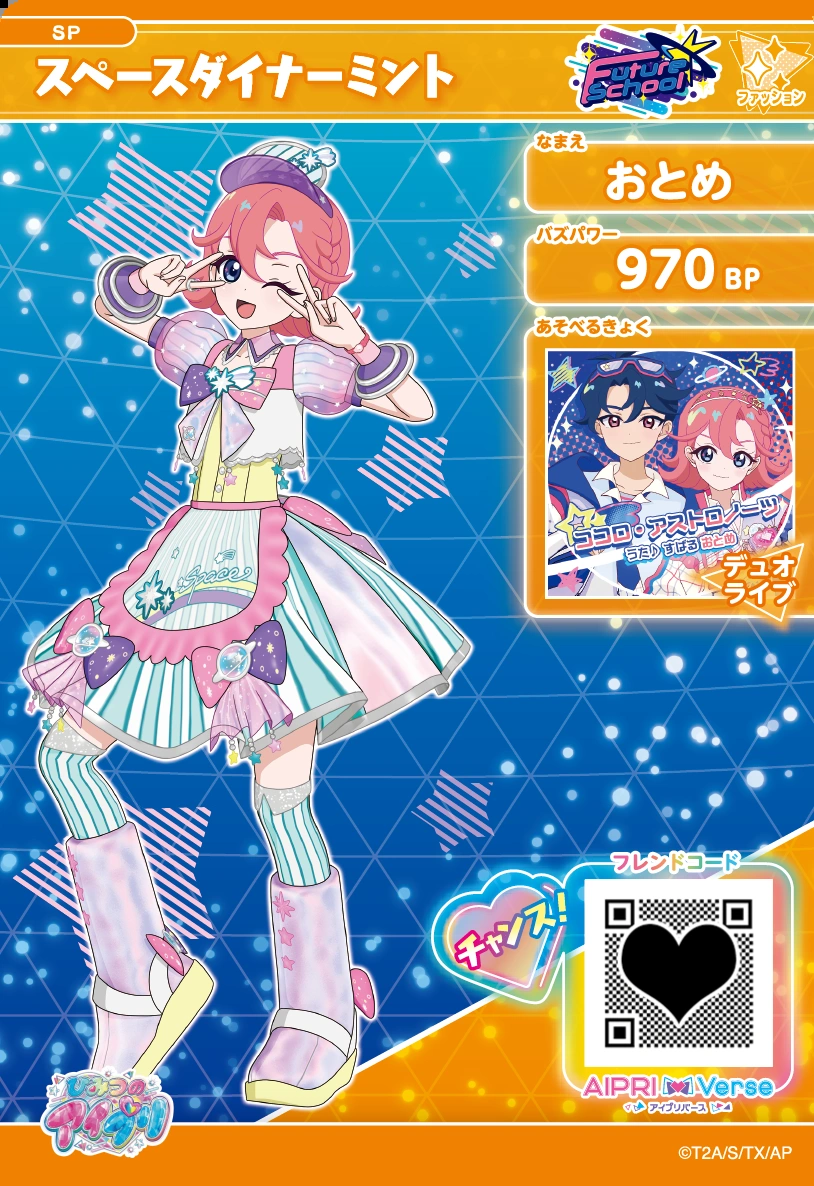 SP
スペースダイナーミント
Future
School
ファッション
なまえ
おとめ
バズパワー
970 BP
あそべるきょく
ココロ・アストロノーツ
うた♪ すばる おとめ
デュオ
ライブ
Space
フレンドコード
チャンス!
AIPRI Verse
アイプリバース
ひみつの
アイプリ
©T2A/S/TX/AP